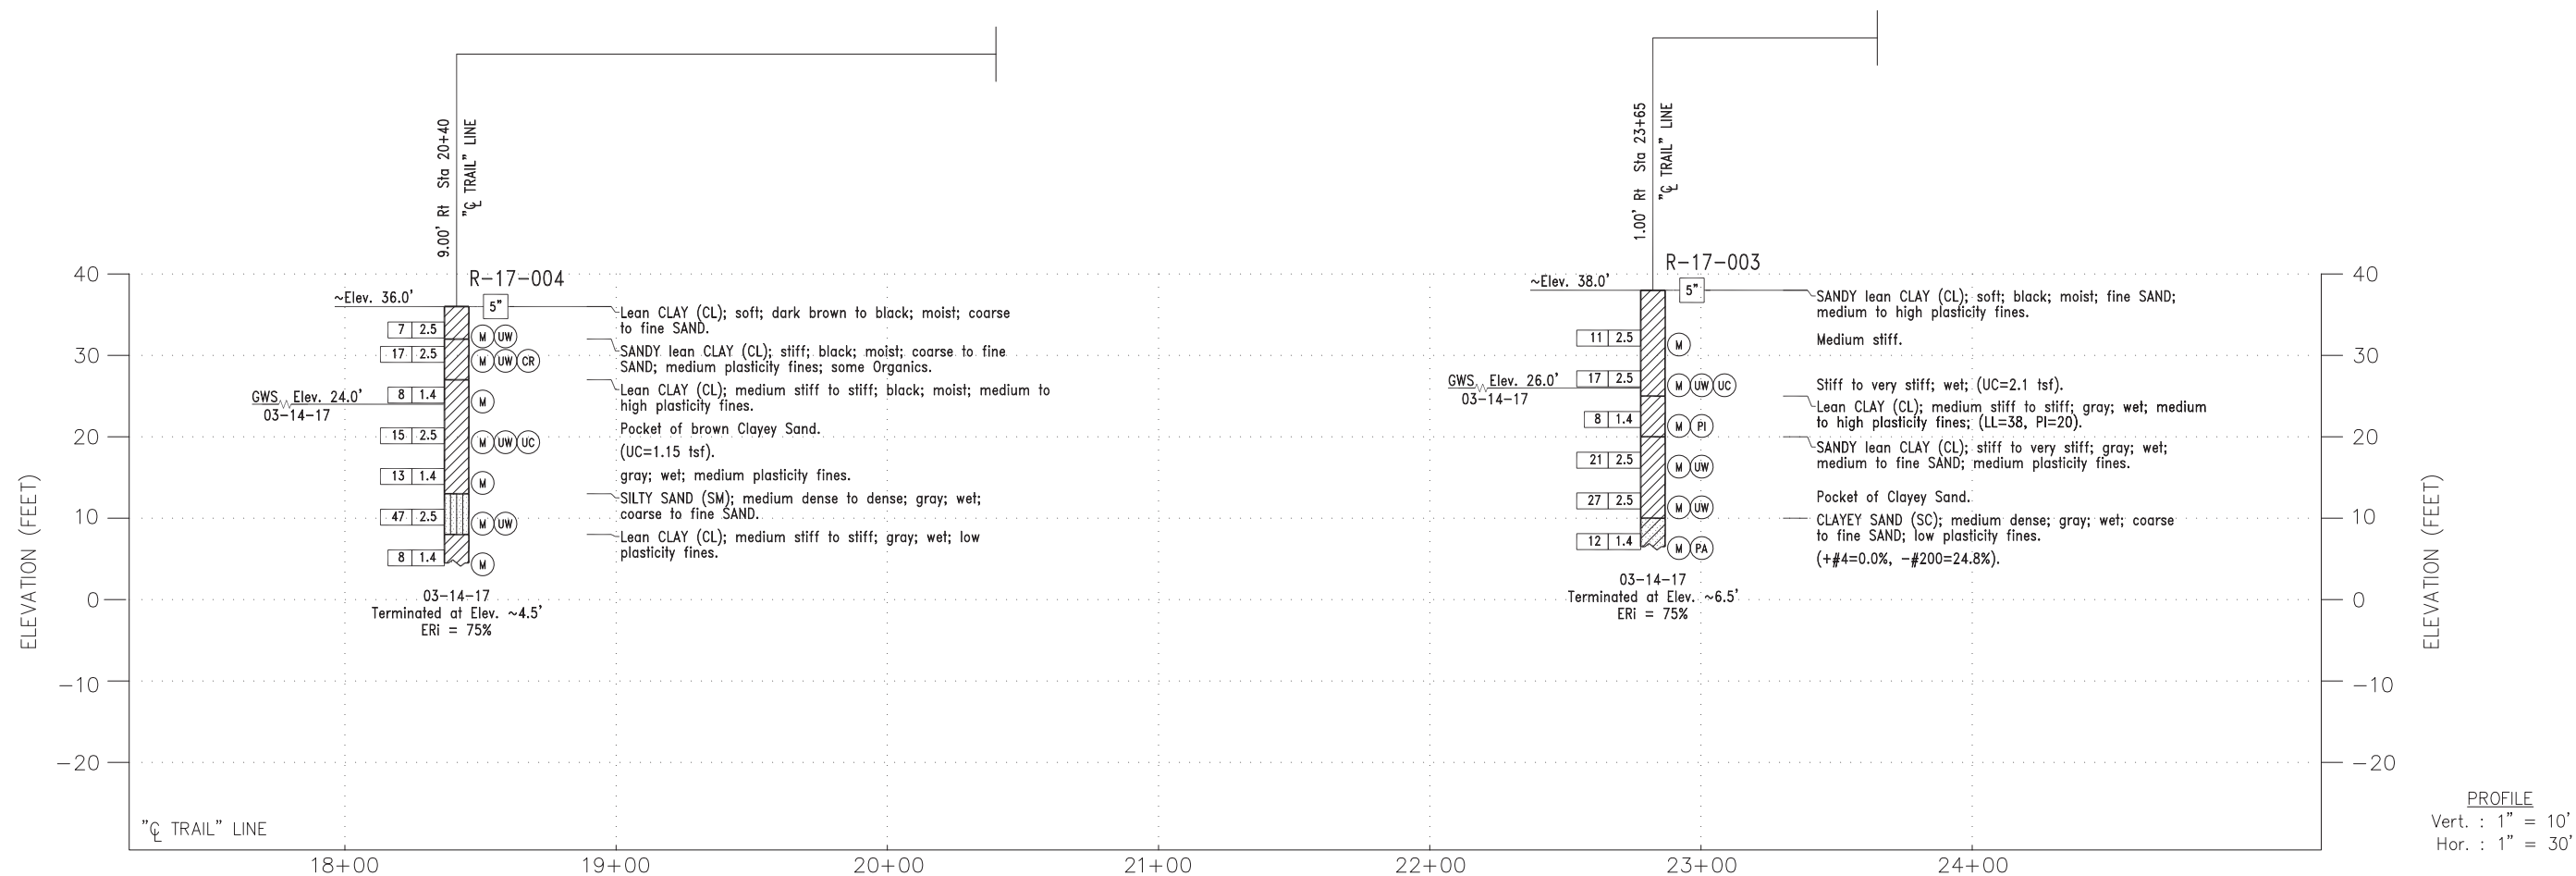 9.00' Rt Sta 20+40
"℄ TRAIL" LINE
R-17-004
~Elev. 36.0'
5"
7 2.5
M UW
17 2.5
M UW CR
GWS Elev. 24.0'
03-14-17
8 1.4
M
15 2.5
M UW UC
13 1.4
M
47 2.5
M UW
8 1.4
M
03-14-17
Terminated at Elev. ~4.5'
ERi = 75%
Lean CLAY (CL); soft; dark brown to black; moist; coarse
to fine SAND.
SANDY lean CLAY (CL); stiff; black; moist; coarse to fine
SAND; medium plasticity fines; some Organics.
Lean CLAY (CL); medium stiff to stiff; black; moist; medium to
high plasticity fines.
Pocket of brown Clayey Sand.
(UC=1.15 tsf).
gray; wet; medium plasticity fines.
SILTY SAND (SM); medium dense to dense; gray; wet;
coarse to fine SAND.
Lean CLAY (CL); medium stiff to stiff; gray; wet; low
plasticity fines.
1.00' Rt Sta 23+65
"℄ TRAIL" LINE
R-17-003
~Elev. 38.0'
5"
11 2.5
M
GWS Elev. 26.0'
03-14-17
17 2.5
M UW UC
8 1.4
M PI
21 2.5
M UW
27 2.5
M UW
12 1.4
M PA
03-14-17
Terminated at Elev. ~6.5'
ERi = 75%
SANDY lean CLAY (CL); soft; black; moist; fine SAND;
medium to high plasticity fines.
Medium stiff.
Stiff to very stiff; wet; (UC=2.1 tsf).
Lean CLAY (CL); medium stiff to stiff; gray; wet; medium
to high plasticity fines; (LL=38, PI=20).
SANDY lean CLAY (CL); stiff to very stiff; gray; wet;
medium to fine SAND; medium plasticity fines.
Pocket of Clayey Sand.
CLAYEY SAND (SC); medium dense; gray; wet; coarse
to fine SAND; low plasticity fines.
(+#4=0.0%, -#200=24.8%).
ELEVATION (FEET)
40
30
20
10
0
-10
-20
40
30
20
10
0
-10
-20
ELEVATION (FEET)
"℄ TRAIL" LINE
18+00 19+00 20+00 21+00 22+00 23+00 24+00
PROFILE
Vert. : 1" = 10'
Hor. : 1" = 30'